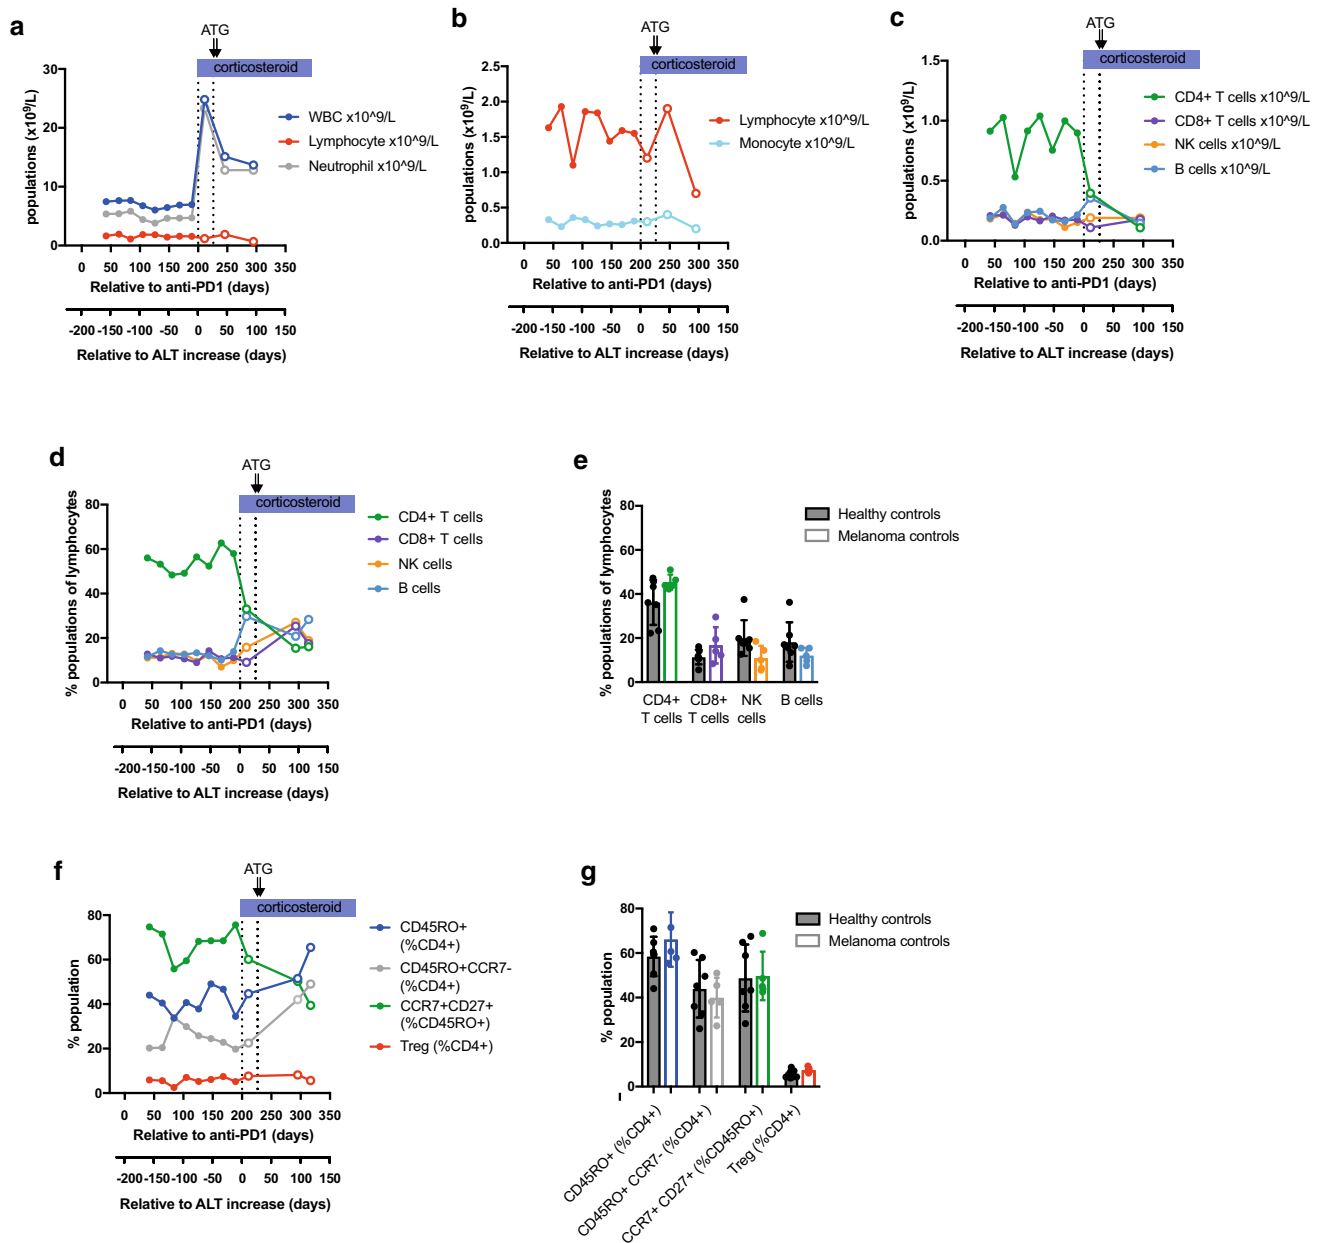 a
ATG
corticosteroid
populations (x10^9/L)
30
20
10
0
0 50 100 150 200 250 300 350
Relative to anti-PD1 (days)
-200 -150 -100 -50 0 50 100 150
Relative to ALT increase (days)
WBC x10^9/L
Lymphocyte x10^9/L
Neutrophil x10^9/L
b
ATG
corticosteroid
2.5
2.0
1.5
1.0
0.5
0.0
0 50 100 150 200 250 300 350
Relative to anti-PD1 (days)
-200 -150 -100 -50 0 50 100 150
Relative to ALT increase (days)
Lymphocyte x10^9/L
Monocyte x10^9/L
populations (x10^9/L)
c
ATG
corticosteroid
populations (x10^9/L)
1.5
1.0
0.5
0.0
0 50 100 150 200 250 300 350
Relative to anti-PD1 (days)
-200 -150 -100 -50 0 50 100 150
Relative to ALT increase (days)
CD4+ T cells x10^9/L
CD8+ T cells x10^9/L
NK cells x10^9/L
B cells x10^9/L
d
ATG
corticosteroid
% populations of lymphocytes
80
60
40
20
0
0 50 100 150 200 250 300 350
Relative to anti-PD1 (days)
-200 -150 -100 -50 0 50 100 150
Relative to ALT increase (days)
CD4+ T cells
CD8+ T cells
NK cells
B cells
e
% populations of lymphocytes
80
60
40
20
0
CD4+ T cells
CD8+ T cells
NK cells
B cells
Healthy controls
Melanoma controls
f
ATG
corticosteroid
% population
80
60
40
20
0
0 50 100 150 200 250 300 350
Relative to anti-PD1 (days)
-200 -150 -100 -50 0 50 100 150
Relative to ALT increase (days)
CD45RO+
(%CD4+)
CD45RO+CCR7-
(%CD4+)
CCR7+CD27+
(%CD45RO+)
Treg (%CD4+)
g
% population
80
60
40
20
0
CD45RO+ (%CD4+)
CD45RO+ CCR7- (%CD4+)
CCR7+ CD27+ (%CD45RO+)
Treg (%CD4+)
Healthy controls
Melanoma controls